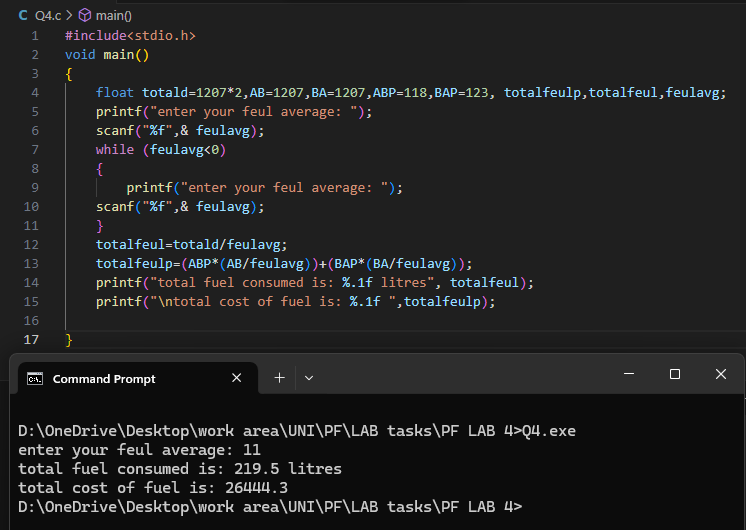 C Q4.c > main()
1 #include<stdio.h>
2 void main()
3 {
4 float totald=1207*2,AB=1207,BA=1207,ABP=118,BAP=123, totalfeulp,totalfeul,feulavg;
5 printf("enter your feul average: ");
6 scanf("%f",& feulavg);
7 while (feulavg<0)
8 {
9 printf("enter your feul average: ");
10 scanf("%f",& feulavg);
11 }
12 totalfeul=totald/feulavg;
13 totalfeulp=(ABP*(AB/feulavg))+(BAP*(BA/feulavg));
14 printf("total fuel consumed is: %.1f litres", totalfeul);
15 printf("\ntotal cost of fuel is: %.1f ",totalfeulp);
16
17 }
Command Prompt
D:\OneDrive\Desktop\work area\UNI\PF\LAB tasks\PF LAB 4>Q4.exe
enter your feul average: 11
total fuel consumed is: 219.5 litres
total cost of fuel is: 26444.3
D:\OneDrive\Desktop\work area\UNI\PF\LAB tasks\PF LAB 4>